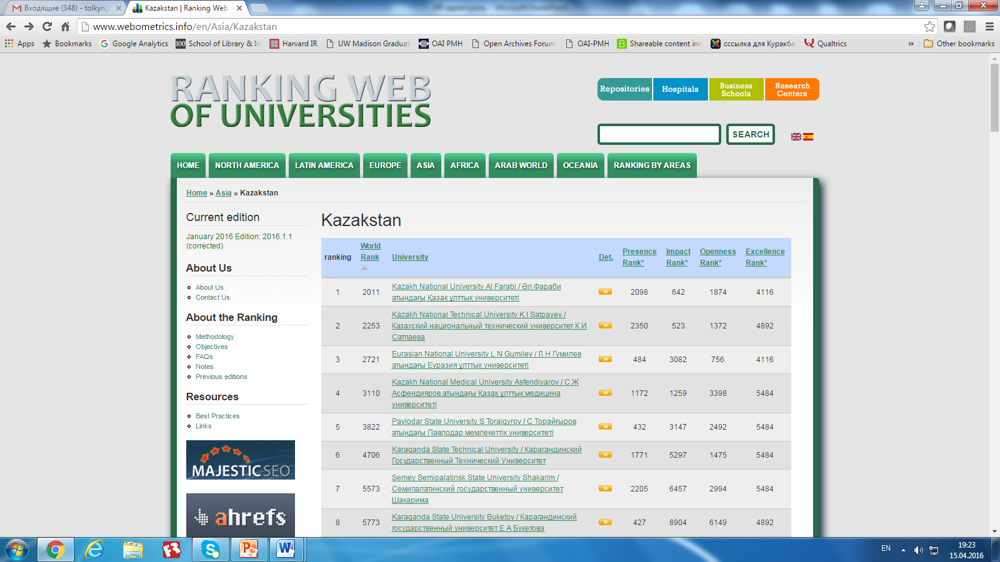 Входящие (348) - tolkyn.j
Kazakstan | Ranking Web
www.webometrics.info/en/Asia/Kazakstan
Apps Bookmarks Google Analytics School of Library & In Harvard IR UW Madison Graduat OAI PMH Open Archives Forum OAI-PMH Shareable content inc сссылка для Куракба Qualtrics » Other bookmarks
RANKING WEB
OF UNIVERSITIES
Repositories
Hospitals
Business
Schools
Research
Centers
SEARCH
HOME NORTH AMERICA LATIN AMERICA EUROPE ASIA AFRICA ARAB WORLD OCEANIA RANKING BY AREAS
Home » Asia » Kazakstan
Current edition
January 2016 Edition: 2016.1.1
(corrected)
About Us
About Us
Contact Us
About the Ranking
Methodology
Objectives
FAQs
Notes
Previous editions
Resources
Best Practices
Links
MAJESTICSEO
ahrefs
Kazakstan
ranking World Rank University Det. Presence Rank* Impact Rank* Openness Rank* Excellence Rank*
1 2011 Kazakh National University Al Farabi / Әл Фараби
атындағы Қазақ ұлттық университеті 2098 642 1874 4116
2 2253 Kazakh National Technical University K I Satpayev /
Казахский национальный технический университет К И
Сатпаева 2350 523 1372 4892
3 2721 Eurasian National University L N Gumilev / Л Н Гумилев
атындағы Еуразия ұлттық университеті 484 3082 756 4116
4 3110 Kazakh National Medical University Asfendiyarov / С Ж
Асфендияров атындағы Қазақ ұлттық медицина
университеті 1172 1259 3398 5484
5 3822 Pavlodar State University S Toraigyrov / С Торайғыров
атындағы Павлодар мемлекеттік университеті 432 3147 2492 5484
6 4706 Karaganda State Technical University / Карагандинский
Государственный Технический Университет 1771 5297 1475 5484
7 5573 Semey Semipalatinsk State University Shakarim /
Семипалатинский государственный университет
Шакарима 2205 6457 2994 5484
8 5773 Karaganda State University Buketov / Карагандинский
государственный университет Е А Букетова 427 8904 6149 4892
EN
19:23
15.04.2016